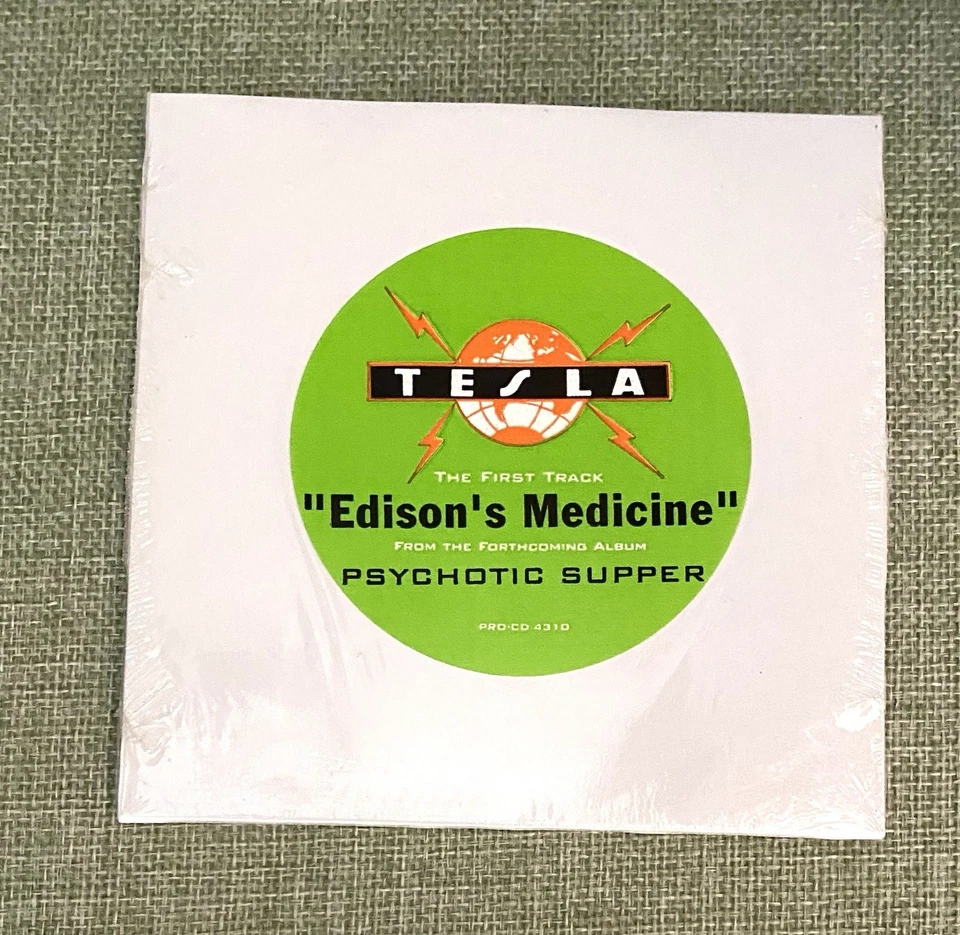 TESLA
The First Track
"Edison's Medicine"
From the Forthcoming Album
PSYCHOTIC SUPPER
PRO-CD-4310